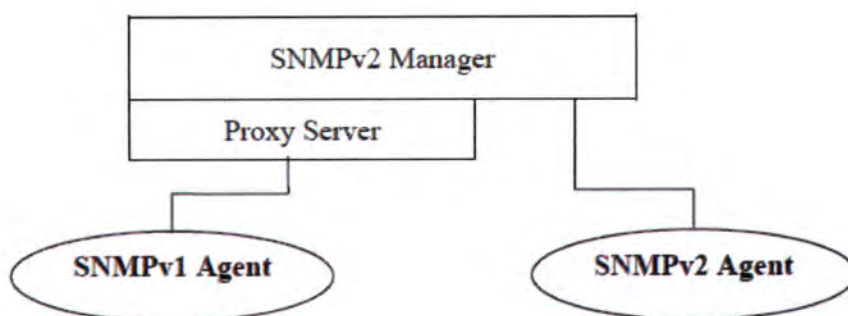 SNMPv2 Manager
Proxy Server
SNMPv1 Agent
SNMPv2 Agent